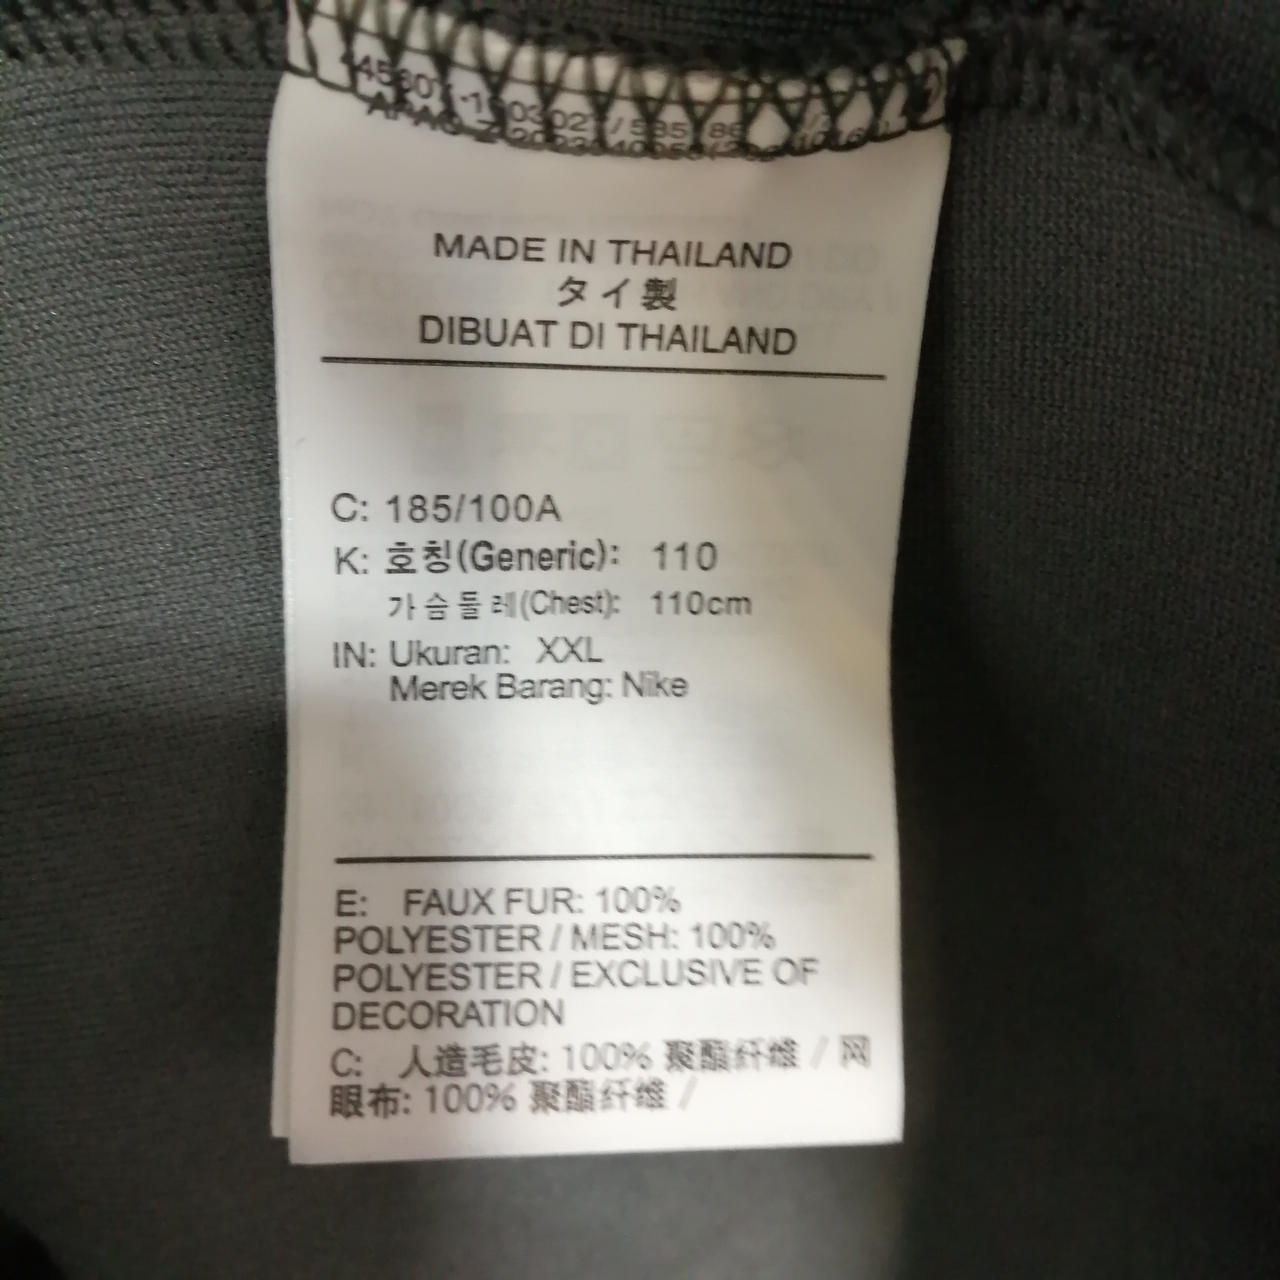 MADE IN THAILAND
タイ製
DIBUAT DI THAILAND
C: 185/100A
K: 호칭(Generic): 110
가슴둘레(Chest): 110cm
IN: Ukuran: XXL
Merek Barang: Nike
E: FAUX FUR: 100%
POLYESTER / MESH: 100%
POLYESTER / EXCLUSIVE OF
DECORATION
C: 人造毛皮: 100% 聚酯纤维 / 网
眼布: 100% 聚酯纤维 /